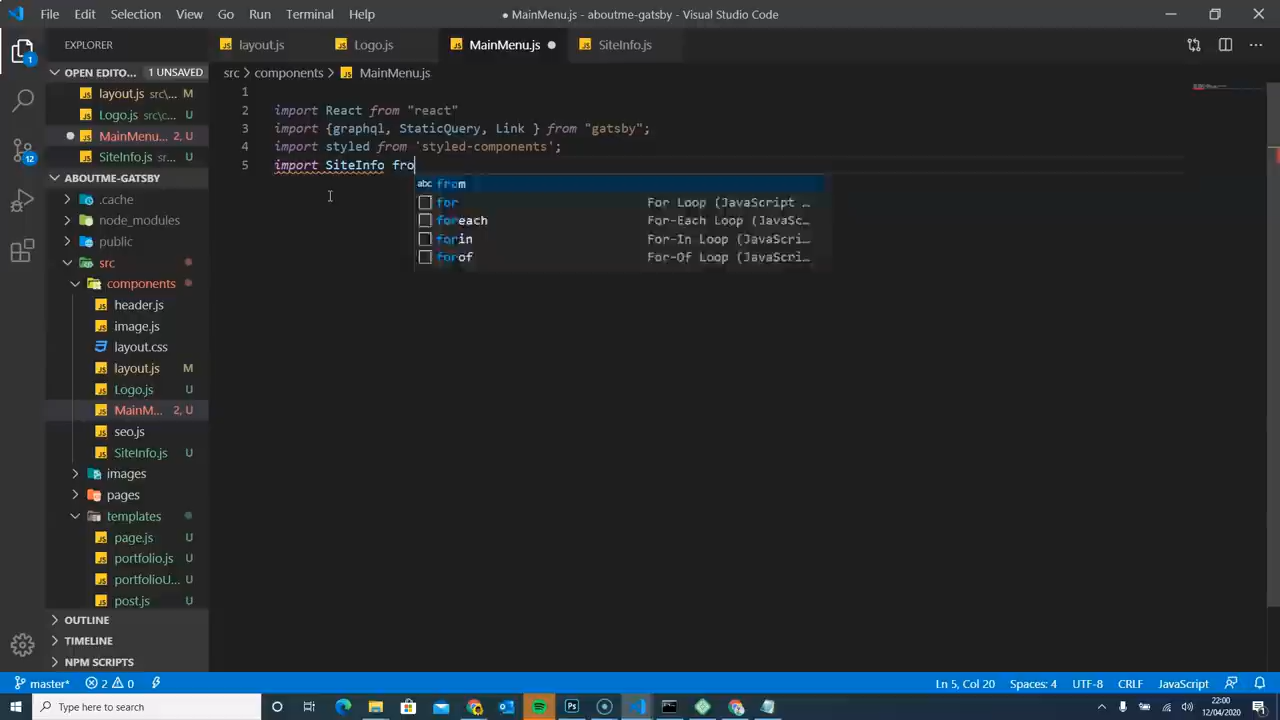 File Edit Selection View Go Run Terminal Help
● MainMenu.js - aboutme-gatsby - Visual Studio Code
EXPLORER
layout.js
Logo.js
MainMenu.js ●
SiteInfo.js
OPEN EDITO... 1 UNSAVED
src > components > MainMenu.js
layout.js src\... M
Logo.js src\c... U
MainMenu... 2, U
SiteInfo.js src\... U
1
2 import React from "react"
3 import {graphql, StaticQuery, Link } from "gatsby";
4 import styled from 'styled-components';
5 import SiteInfo fro
abc from
for For Loop (JavaScript ...
foreach For-Each Loop (JavaSc...
forin For-In Loop (JavaScri...
forof For-Of Loop (JavaScri...
1
12
ABOUTME-GATSBY
.cache
node_modules
public
src
components
header.js
image.js
layout.css
layout.js M
Logo.js U
MainM... 2, U
seo.js
SiteInfo.js U
images
pages
templates
page.js U
portfolio.js U
portfolioU... U
post.js U
OUTLINE
TIMELINE
NPM SCRIPTS
master* 2 0
Ln 5, Col 20 Spaces: 4 UTF-8 CRLF JavaScript
Type here to search
22:00
12/04/2020